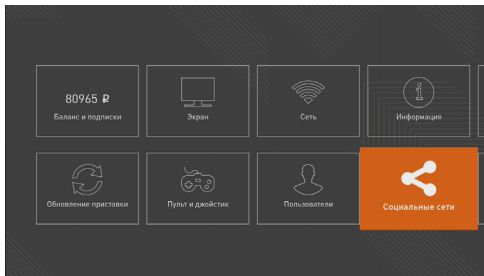 80965 ₽
Баланс и подписки
Экран
Сеть
Информация
Обновление приставки
Пульт и джойстик
Пользователи
Социальные сети